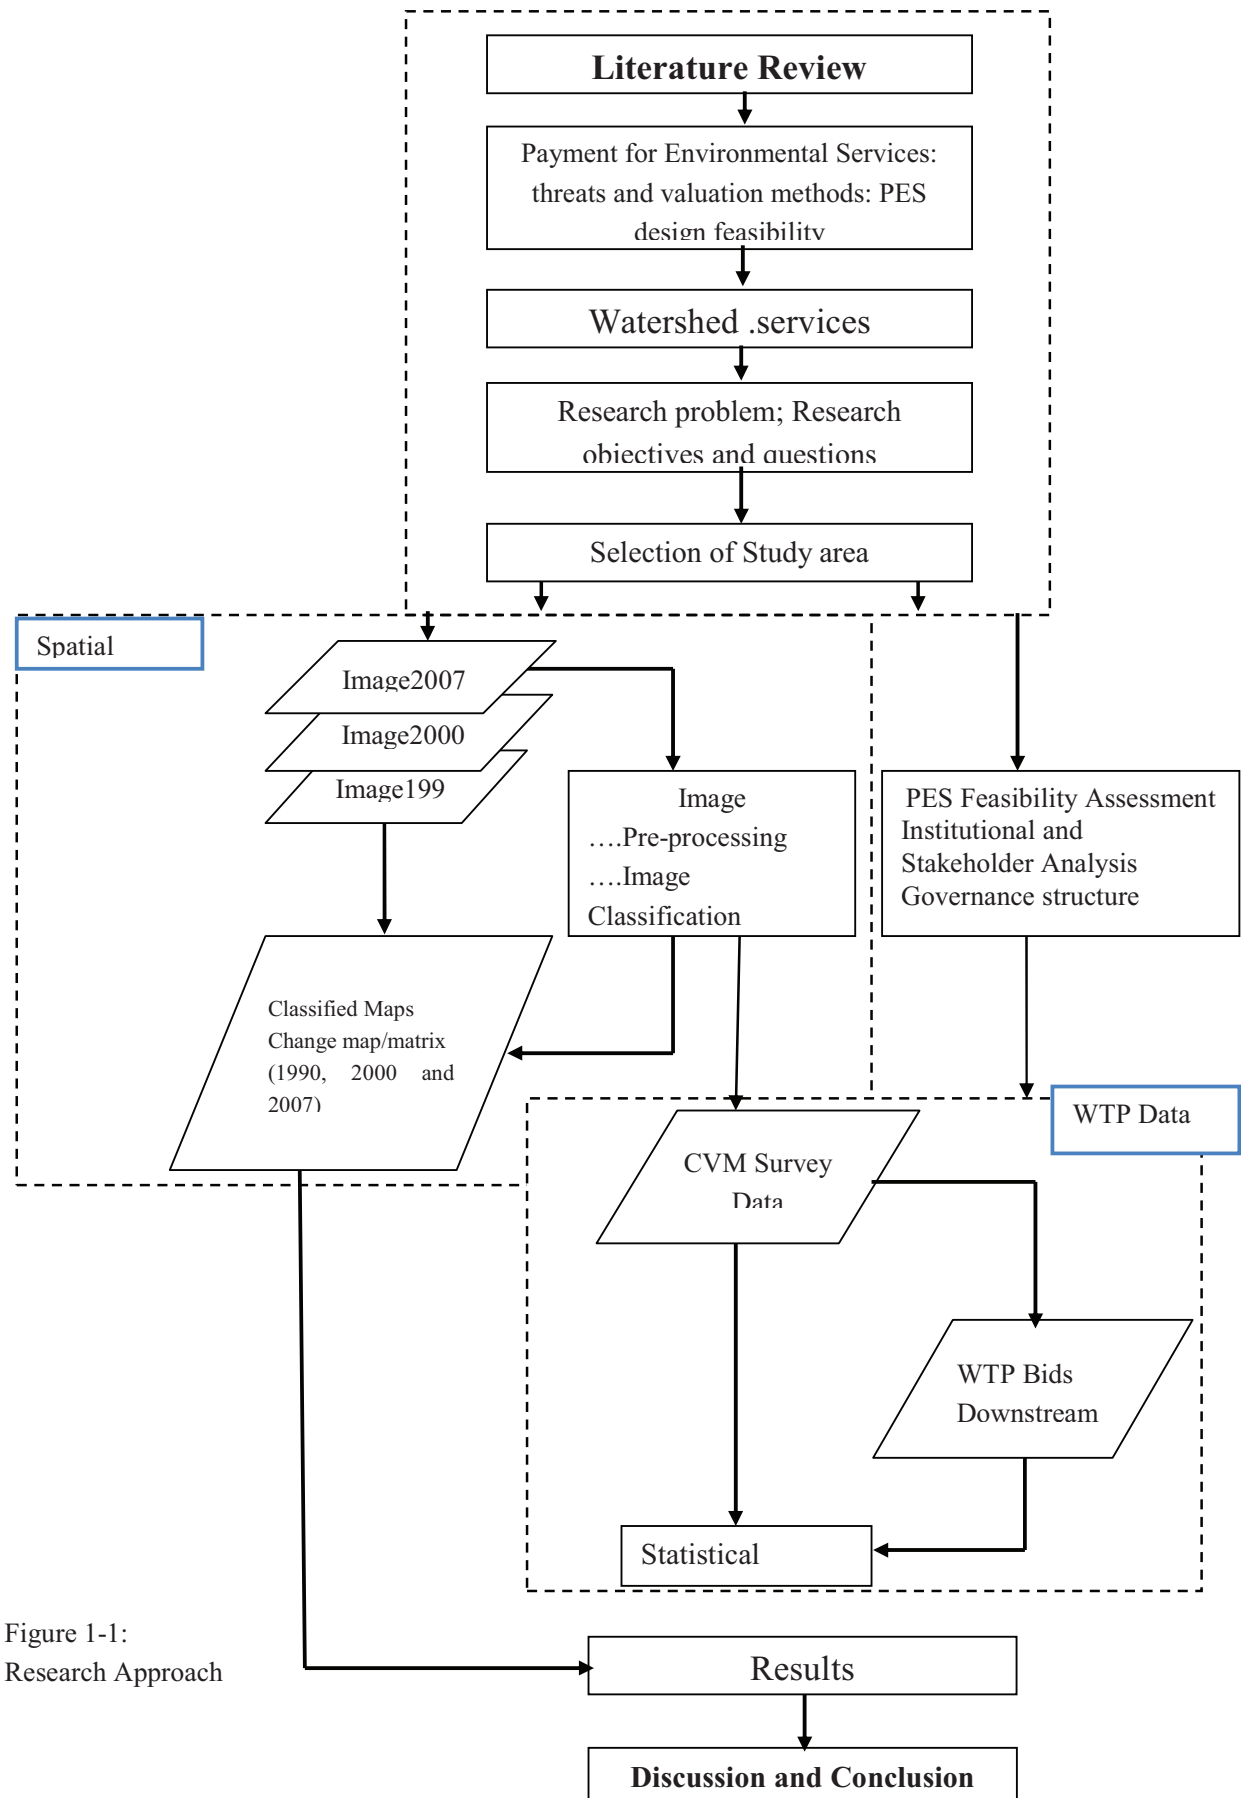 Literature Review
Payment for Environmental Services:
threats and valuation methods: PES
design feasibility
Watershed .services
Research problem; Research
objectives and questions
Selection of Study area
Spatial
Image2007
Image2000
Image199
Image
….Pre-processing
….Image
Classification
PES Feasibility Assessment
Institutional and
Stakeholder Analysis
Governance structure
Classified Maps
Change map/matrix
(1990, 2000 and
2007)
WTP Data
CVM Survey
Data
WTP Bids
Downstream
Statistical
Figure 1-1:
Research Approach
Results
Discussion and Conclusion